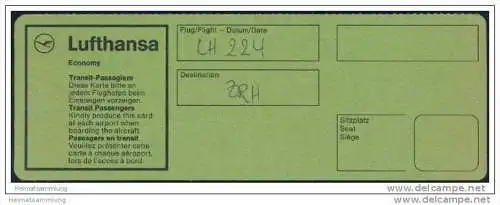 Lufthansa
Economy
Transit-Passagiere
Diese Karte bitte an
jedem Flughafen beim
Einsteigen vorzeigen.
Transit Passengers
Kindly produce this card
at each airport when
boarding the aircraft.
Passagers en transit
Veuillez présenter cette
carte à chaque aéroport,
lors de l'accès à bord.
Flug/Flight – Datum/Date
LH 224
Destination
ZRH
Sitzplatz
Seat
Siège
Heimatsammlung
Heimatsammlung
delcampe.net